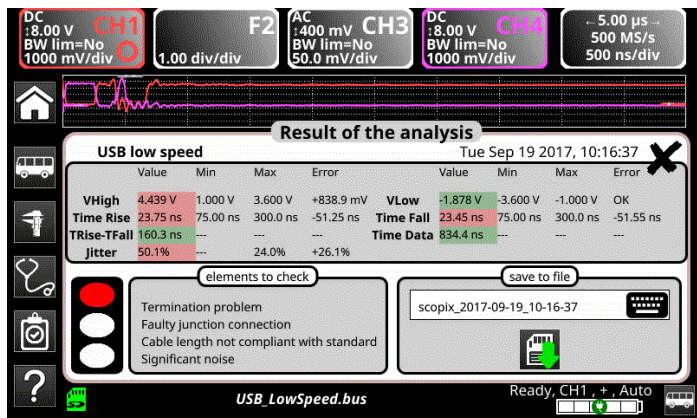 DC
↕8.00 V CH1
BW lim=No
1000 mV/div
F2
1.00 div/div
AC
↕400 mV CH3
BW lim=No
50.0 mV/div
DC
↕8.00 V CH4
BW lim=No
1000 mV/div
←5.00 µs→
500 MS/s
500 ns/div
Result of the analysis
USB low speed Tue Sep 19 2017, 10:16:37
Value Min Max Error Value Min Max Error
VHigh 4.439 V 1.000 V 3.600 V +838.9 mV VLow -1.878 V -3.600 V -1.000 V OK
Time Rise 23.75 ns 75.00 ns 300.0 ns -51.25 ns Time Fall 23.45 ns 75.00 ns 300.0 ns -51.55 ns
TRise-TFall 160.3 ns --- --- --- Time Data 834.4 ns --- --- ---
Jitter 50.1% --- 24.0% +26.1%
elements to check
Termination problem
Faulty junction connection
Cable length not compliant with standard
Significant noise
save to file
scopix_2017-09-19_10-16-37
?
USB_LowSpeed.bus
Ready, CH1 , + , Auto